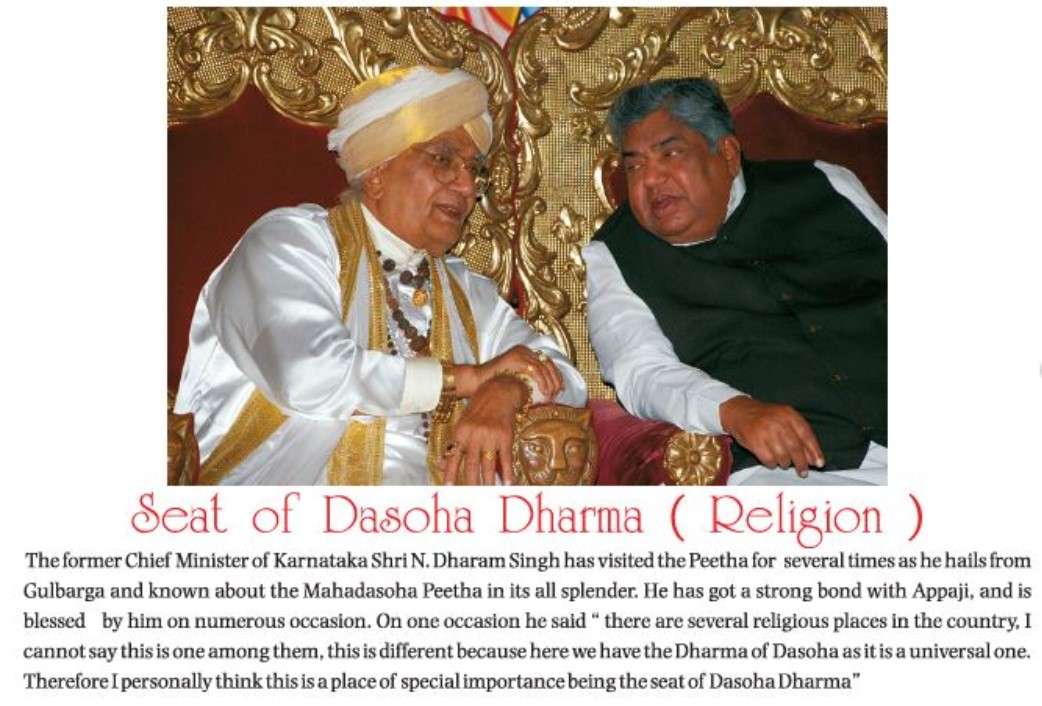 Seat of Dasoha Dharma ( Religion )
The former Chief Minister of Karnataka Shri N. Dharam Singh has visited the Peetha for several times as he hails from
Gulbarga and known about the Mahadasoha Peetha in its all splender. He has got a strong bond with Appaji, and is
blessed by him on numerous occasion. On one occasion he said “ there are several religious places in the country, I
cannot say this is one among them, this is different because here we have the Dharma of Dasoha as it is a universal one.
Therefore I personally think this is a place of special importance being the seat of Dasoha Dharma”